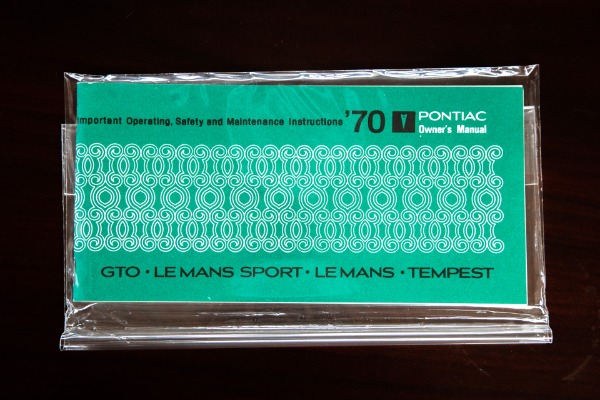 Important Operating, Safety and Maintenance Instructions '70 PONTIAC
Owner's Manual
GTO · LE MANS SPORT · LE MANS · TEMPEST